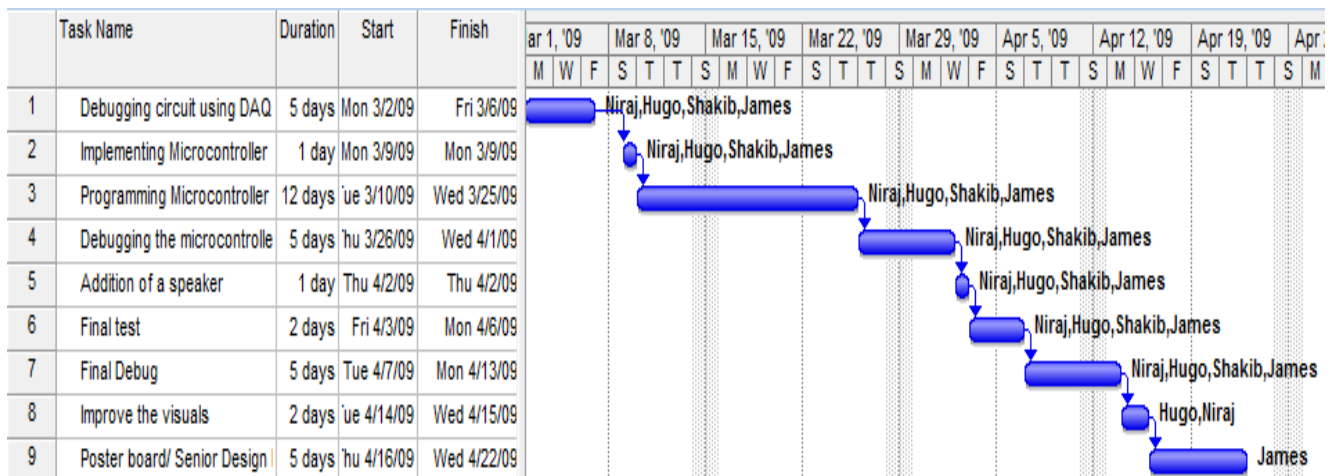 Task Name Duration Start Finish
ar 1, '09 Mar 8, '09 Mar 15, '09 Mar 22, '09 Mar 29, '09 Apr 5, '09 Apr 12, '09 Apr 19, '09 Apr
M W F S T T S M W F S T T S M W F S T T S M W F S T T S M
1 Debugging circuit using DAQ 5 days Mon 3/2/09 Fri 3/6/09 Niraj,Hugo,Shakib,James
2 Implementing Microcontroller 1 day Mon 3/9/09 Mon 3/9/09 Niraj,Hugo,Shakib,James
3 Programming Microcontroller 12 days ue 3/10/09 Wed 3/25/09 Niraj,Hugo,Shakib,James
4 Debugging the microcontrolle 5 days hu 3/26/09 Wed 4/1/09 Niraj,Hugo,Shakib,James
5 Addition of a speaker 1 day Thu 4/2/09 Thu 4/2/09 Niraj,Hugo,Shakib,James
6 Final test 2 days Fri 4/3/09 Mon 4/6/09 Niraj,Hugo,Shakib,James
7 Final Debug 5 days Tue 4/7/09 Mon 4/13/09 Niraj,Hugo,Shakib,James
8 Improve the visuals 2 days ue 4/14/09 Wed 4/15/09 Hugo,Niraj
9 Poster board/ Senior Design 5 days hu 4/16/09 Wed 4/22/09 James